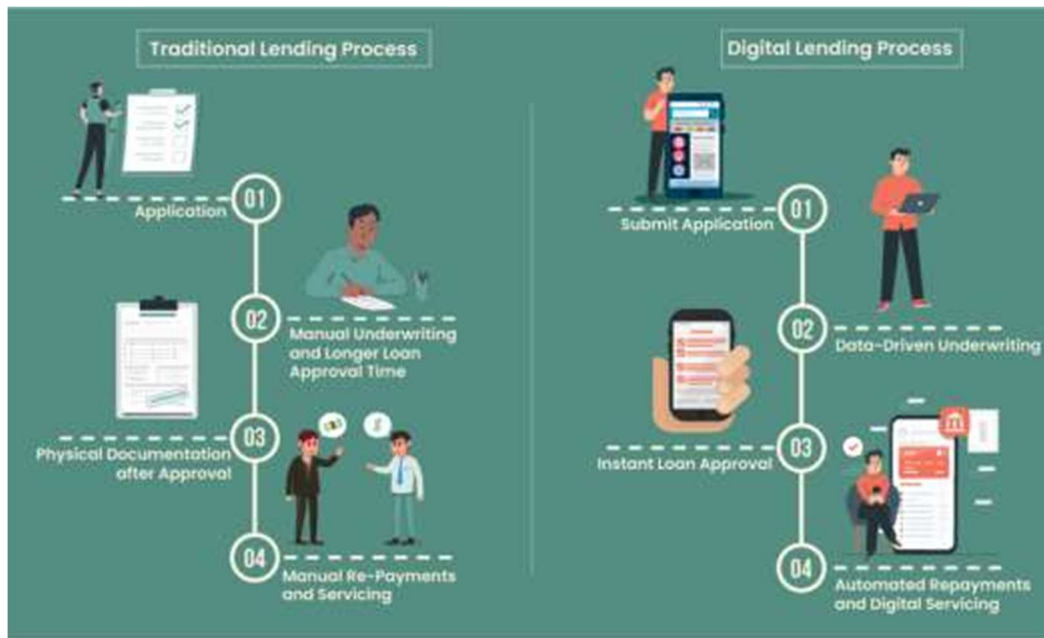 Traditional Lending Process
01
Application
02
Manual Underwriting
and Longer Loan
Approval Time
03
Physical Documentation
after Approval
04
Manual Re-Payments
and Servicing
Digital Lending Process
01
Submit Application
02
Data-Driven Underwriting
03
Instant Loan Approval
04
Automated Repayments
and Digital Servicing